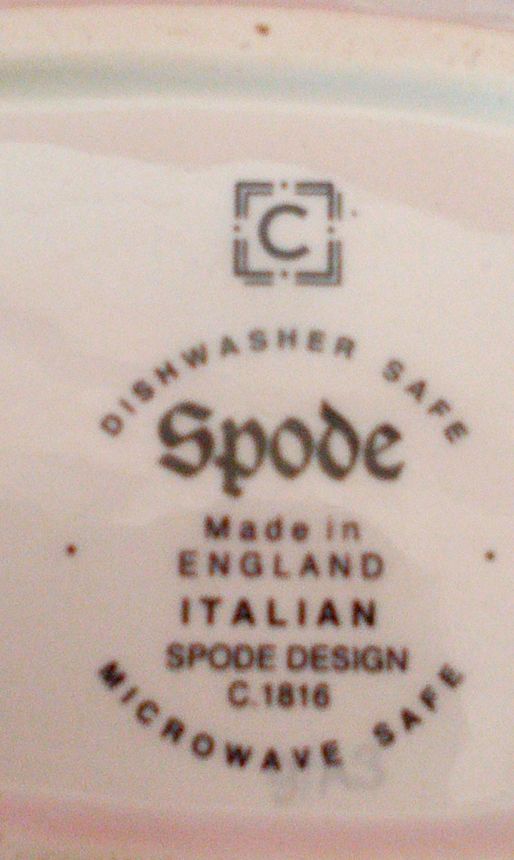 C
DISHWASHER SAFE
Spode
Made in
ENGLAND
ITALIAN
SPODE DESIGN
C.1816
MICROWAVE SAFE